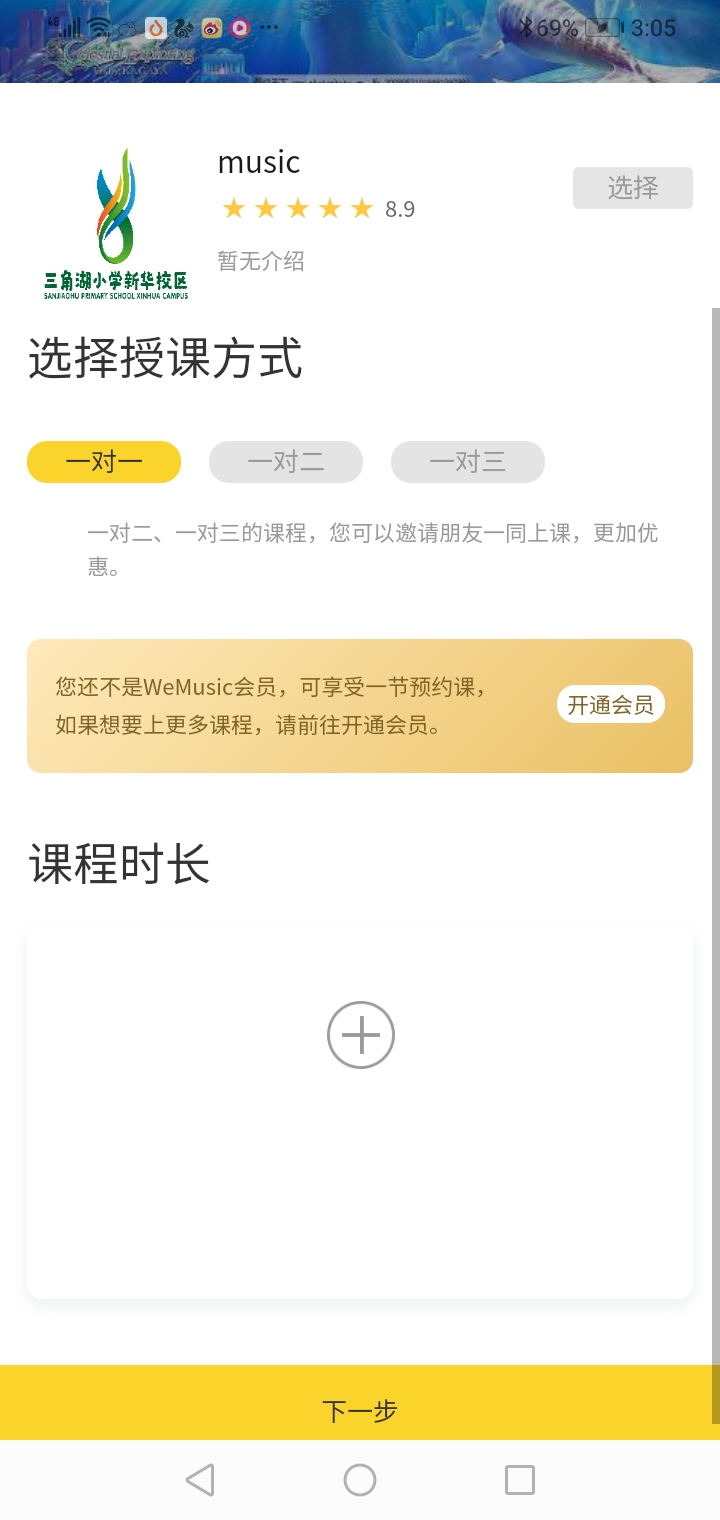 4G
69%
3:05
music
8.9
选择
暂无介绍
三角湖小学新华校区
SANJIAOHU PRIMARY SCHOOL XINHUA CAMPUS
选择授课方式
一对一
一对二
一对三
一对二、一对三的课程，您可以邀请朋友一同上课，更加优
惠。
您还不是WeMusic会员，可享受一节预约课，
如果想要上更多课程，请前往开通会员。
开通会员
课程时长
下一步